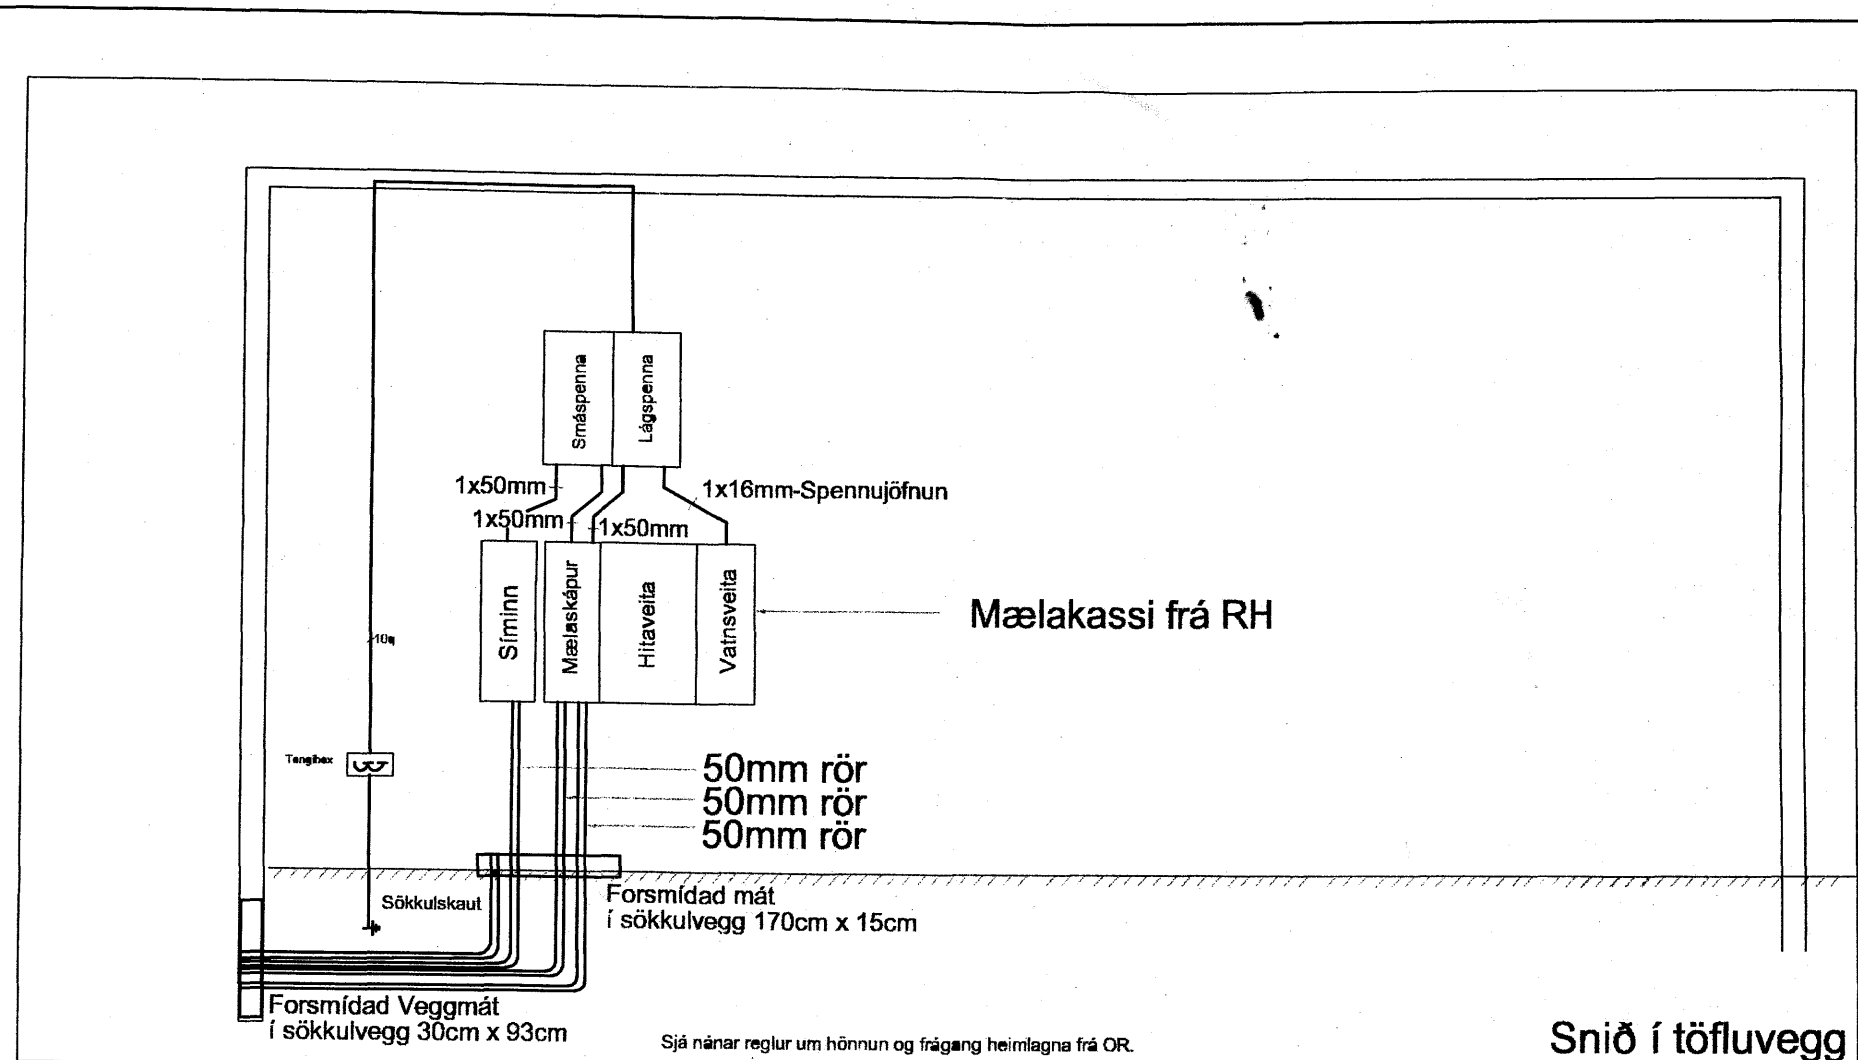 Smáspenna
Lágspenna
1x50mm
1x16mm-Spennujöfnun
1x50mm
1x50mm
Síminn
Mælaskápur
Hitaveita
Vatnsveita
Mælakassi frá RH
10q
Tengibox
50mm rör
50mm rör
50mm rör
Sökkulskaut
Forsmídad mát
í sökkulvegg 170cm x 15cm
Forsmídad Veggmát
í sökkulvegg 30cm x 93cm
Sjá nánar reglur um hönnun og frágang heimlagna frá OR.
Snið í töfluvegg